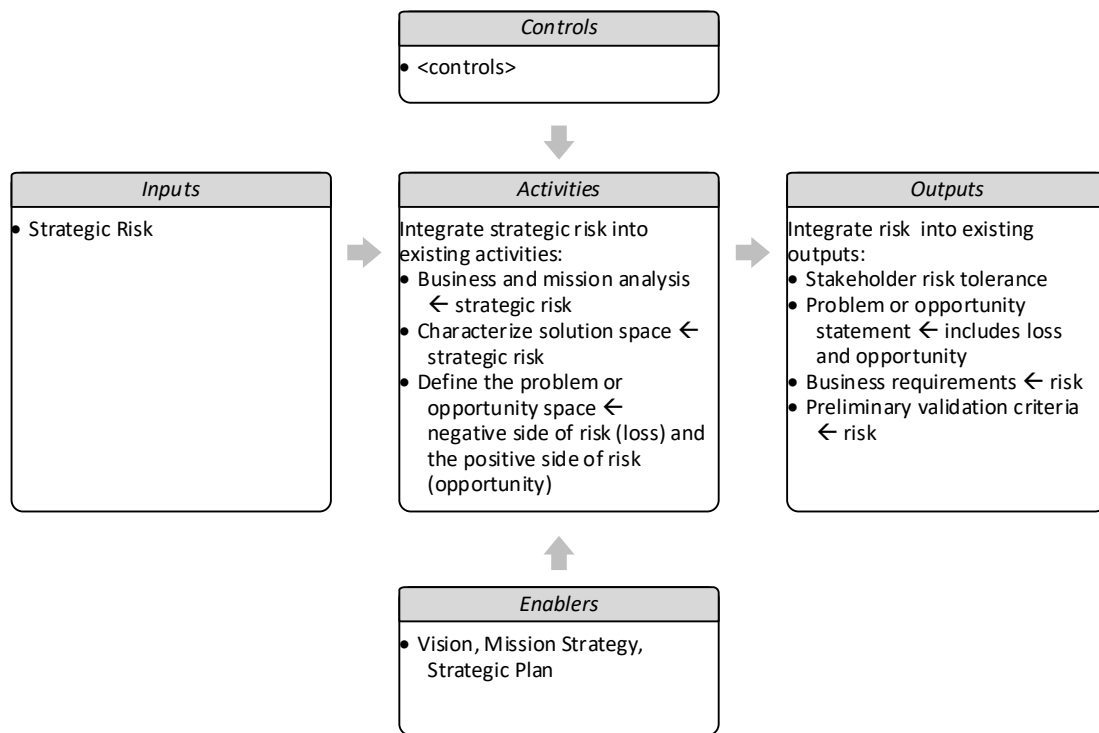 Controls
• <controls>
Inputs
• Strategic Risk
Activities
Integrate strategic risk into
existing activities:
• Business and mission analysis
← strategic risk
• Characterize solution space ←
strategic risk
• Define the problem or
opportunity space ←
negative side of risk (loss) and
the positive side of risk
(opportunity)
Outputs
Integrate risk into existing
outputs:
• Stakeholder risk tolerance
• Problem or opportunity
statement ← includes loss
and opportunity
• Business requirements ← risk
• Preliminary validation criteria
← risk
Enablers
• Vision, Mission Strategy,
Strategic Plan